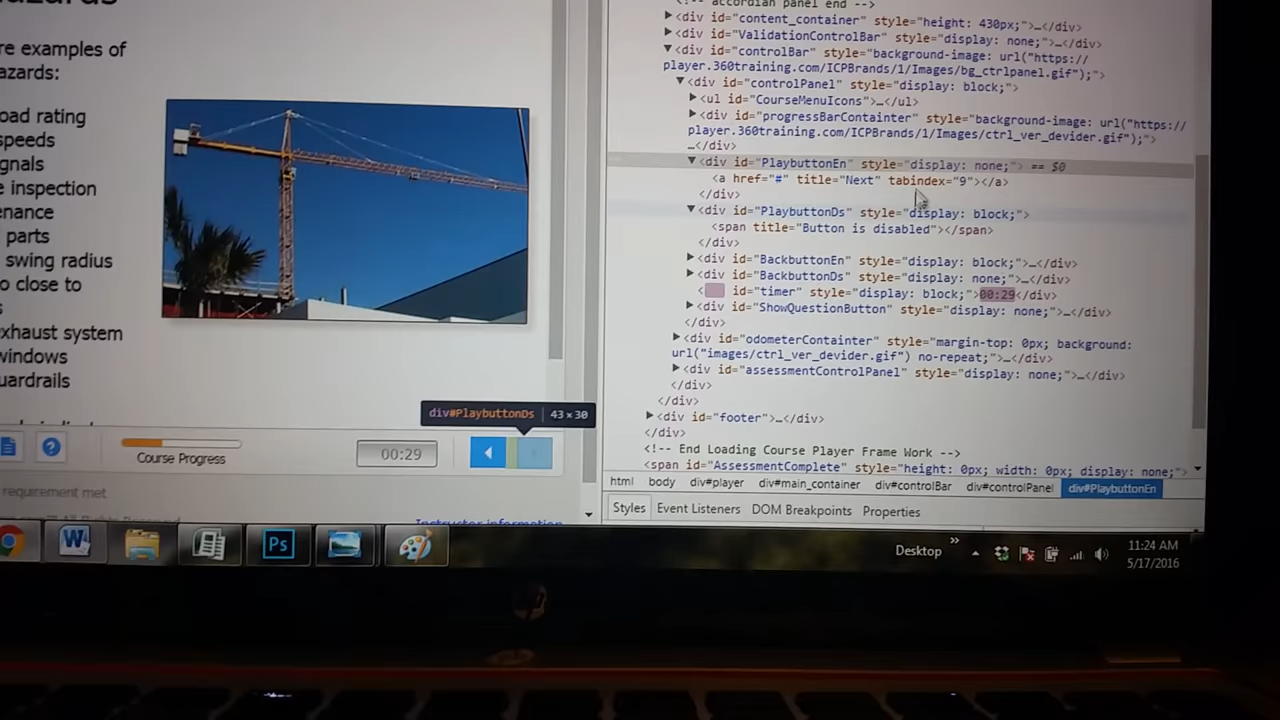 re examples of
azards:
oad rating
speeds
gnals
e inspection
enance
parts
swing radius
o close to
s
exhaust system
windows
uardrails
div#PlaybuttonDs 43×30
Course Progress
00:29
requirement met
Instructor information
<!-- accordian panel end -->
<div id="content_container" style="height: 430px;">…</div>
<div id="ValidationControlBar" style="display: none;">…</div>
<div id="controlBar" style="background-image: url("https://
player.360training.com/ICPBrands/1/Images/bg_ctrlpanel.gif");">
<div id="controlPanel" style="display: block;">
<ul id="CourseMenuIcons">…</ul>
<div id="progressBarContainter" style="background-image: url("https://
player.360training.com/ICPBrands/1/Images/ctrl_ver_devider.gif");">
…</div>
<div id="PlaybuttonEn" style="display: none;"> == $0
<a href="#" title="Next" tabindex="9"></a>
</div>
<div id="PlaybuttonDs" style="display: block;">
<span title="Button is disabled"></span>
</div>
<div id="BackbuttonEn" style="display: block;">…</div>
<div id="BackbuttonDs" style="display: none;">…</div>
< id="timer" style="display: block;">00:29</div>
<div id="ShowQuestionButton" style="display: none;">…</div>
</div>
<div id="odometerContainter" style="margin-top: 0px; background:
url("images/ctrl_ver_devider.gif") no-repeat;">…</div>
<div id="assessmentControlPanel" style="display: none;">…</div>
</div>
</div>
<div id="footer">…</div>
</div>
<!-- End Loading Course Player Frame Work -->
<span id="AssessmentComplete" style="height: 0px; width: 0px; display: none;">
html body div#player div#main_container div#controlBar div#controlPanel div#PlaybuttonEn
Styles Event Listeners DOM Breakpoints Properties
W Ps Desktop » 11:24 AM
5/17/2016